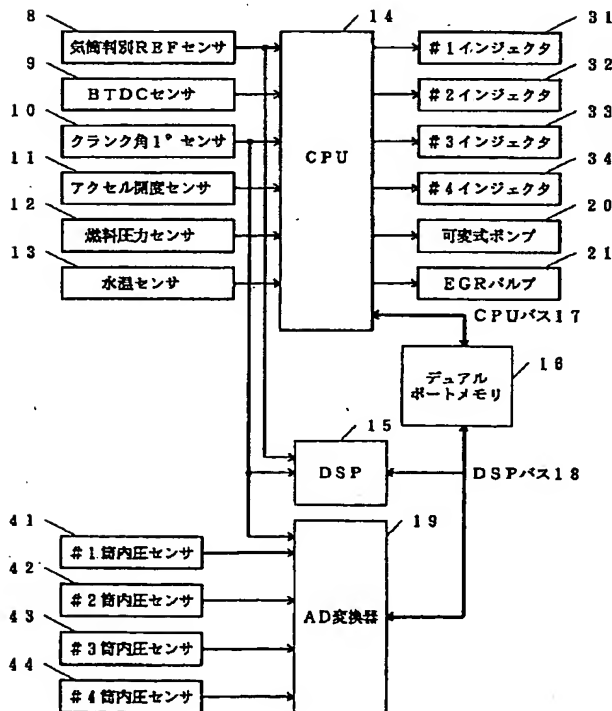 8
気筒判別REFセンサ
9
BTDCセンサ
10
クランク角1°センサ
11
アクセル開度センサ
12
燃料圧力センサ
13
水温センサ
14
CPU
31
#1インジェクタ
32
#2インジェクタ
33
#3インジェクタ
34
#4インジェクタ
20
可変式ポンプ
21
EGRバルブ
CPUバス17
16
デュアル
ポートメモリ
15
DSP
DSPバス18
41
#1筒内圧センサ
42
#2筒内圧センサ
43
#3筒内圧センサ
44
#4筒内圧センサ
19
AD変換器